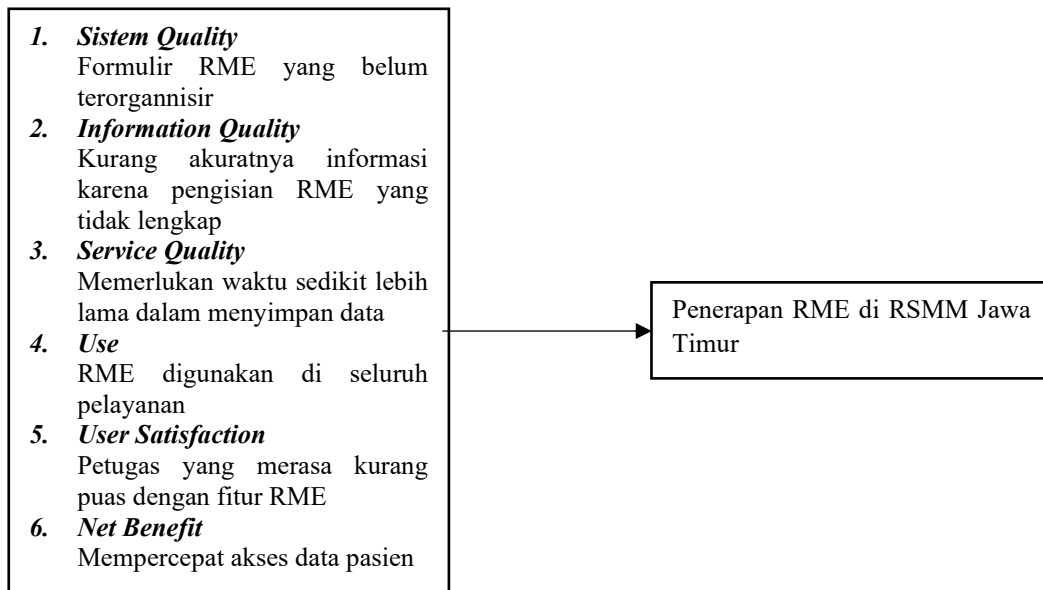 1. Sistem Quality
Formulir RME yang belum
terorgannisir
2. Information Quality
Kurang akuratnya informasi
karena pengisian RME yang
tidak lengkap
3. Service Quality
Memerlukan waktu sedikit lebih
lama dalam menyimpan data
4. Use
RME digunakan di seluruh
pelayanan
5. User Satisfaction
Petugas yang merasa kurang
puas dengan fitur RME
6. Net Benefit
Mempercepat akses data pasien
Penerapan RME di RSMM Jawa
Timur